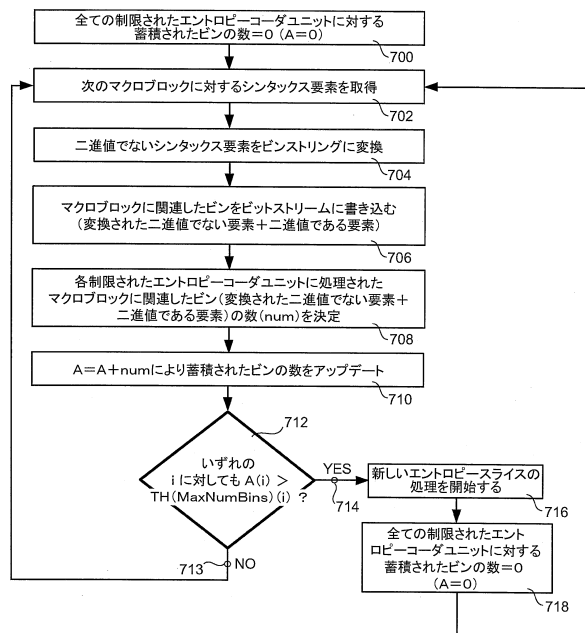 全ての制限されたエントロピーコーダユニットに対する
蓄積されたビンの数=0 (A=0)
700
次のマクロブロックに対するシンタックス要素を取得
702
二進値でないシンタックス要素をビンストリングに変換
704
マクロブロックに関連したビンをビットストリームに書き込む
(変換された二進値でない要素+二進値である要素)
706
各制限されたエントロピーコーダユニットに処理された
マクロブロックに関連したビン(変換された二進値でない要素+
二進値である要素)の数(num)を決定
708
A=A+numにより蓄積されたビンの数をアップデート
710
712
いずれの
i に対しても A(i) >
TH(MaxNumBins)(i) ?
YES
714
新しいエントロピースライスの
処理を開始する
716
713
NO
全ての制限されたエント
ロピーコーダユニットに対する
蓄積されたビンの数=0
(A=0)
718